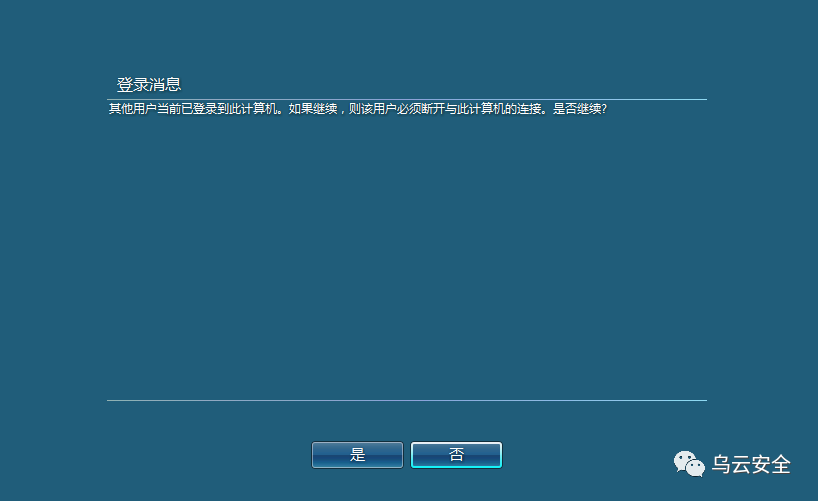 登录消息
其他用户当前已登录到此计算机。如果继续，则该用户必须断开与此计算机的连接。是否继续?
是
否
乌云安全